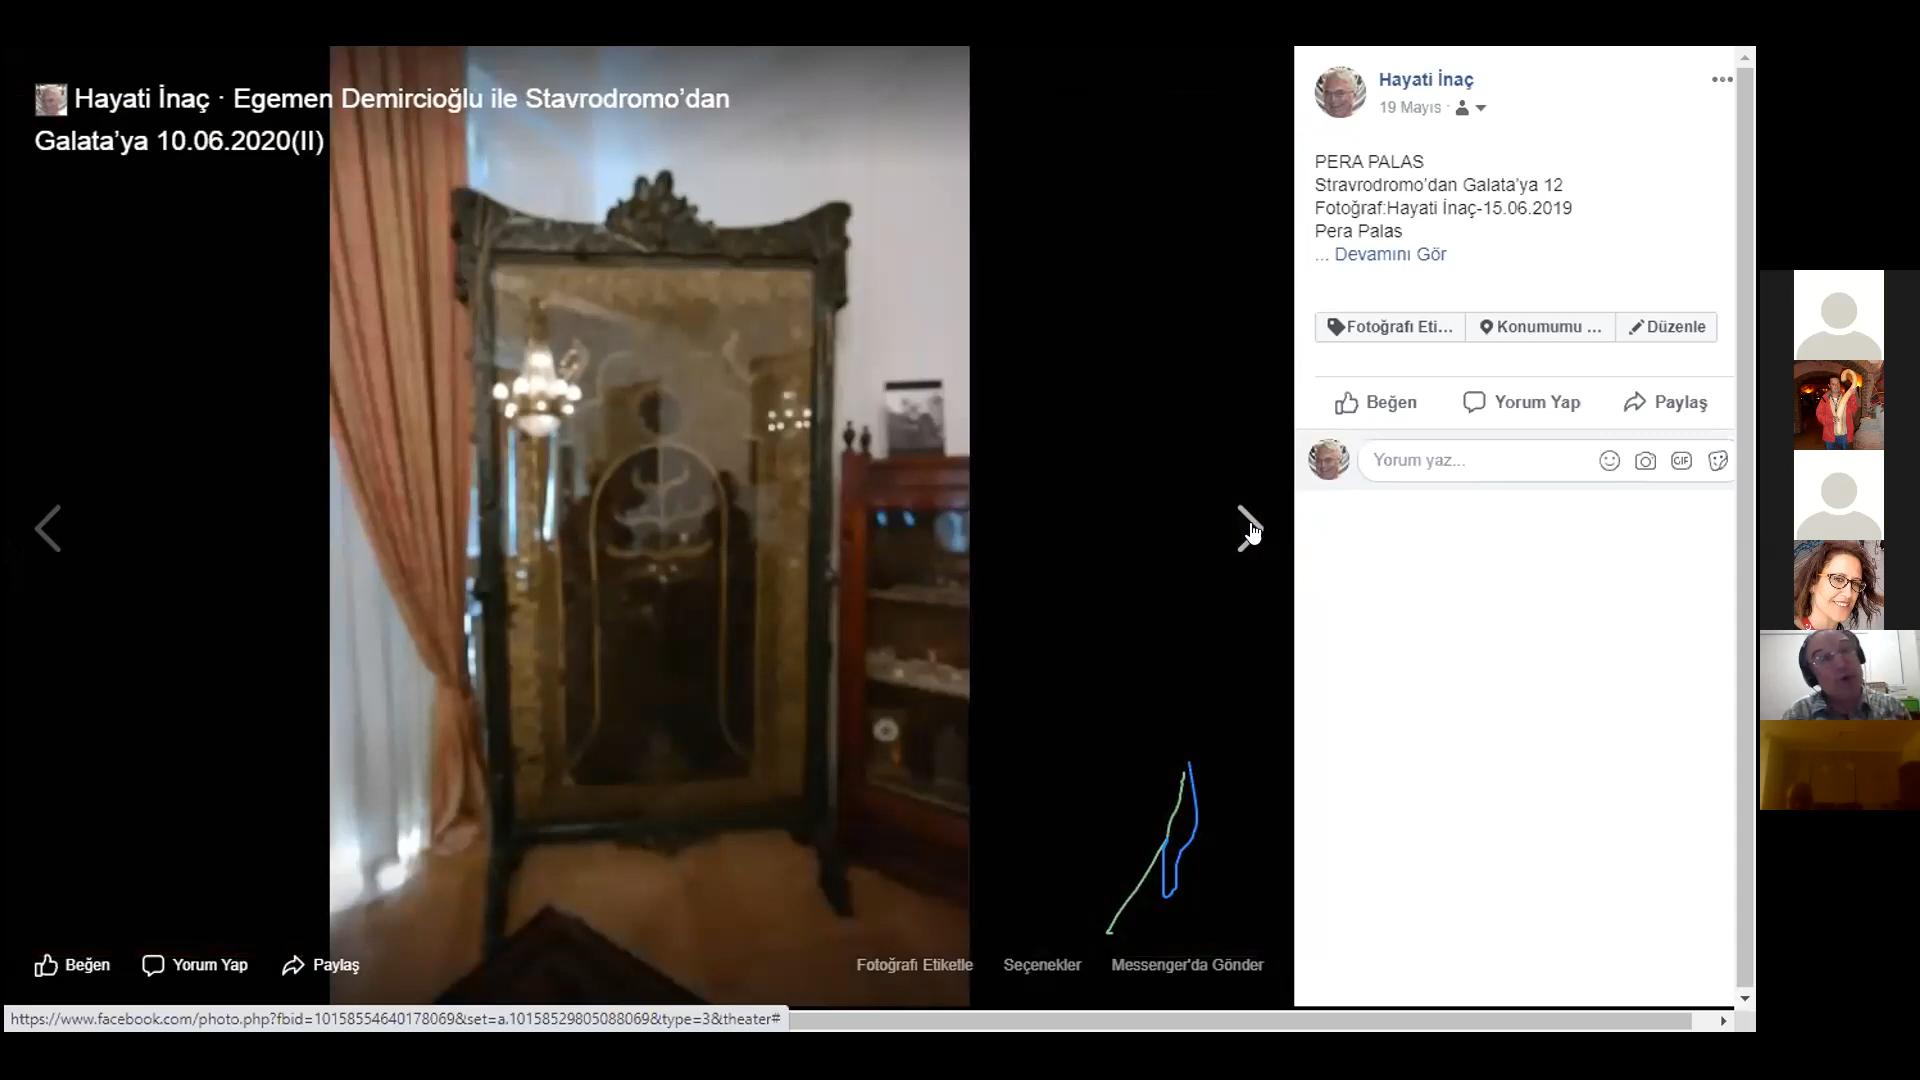 Hayati İnaç · Egemen Demircioğlu ile Stavrodromo’dan
Galata’ya 10.06.2020(II)
Beğen
Yorum Yap
Paylaş
Fotoğrafı Etiketle
Seçenekler
Messenger'da Gönder
https://www.facebook.com/photo.php?fbid=10158554640178069&set=a.10158529805088069&type=3&theater#
Hayati İnaç
19 Mayıs ·
PERA PALAS
Stravrodromo’dan Galata’ya 12
Fotoğraf:Hayati İnaç-15.06.2019
Pera Palas
... Devamını Gör
Fotoğrafı Eti...
Konumumu ...
Düzenle
Beğen
Yorum Yap
Paylaş
Yorum yaz...
GIF